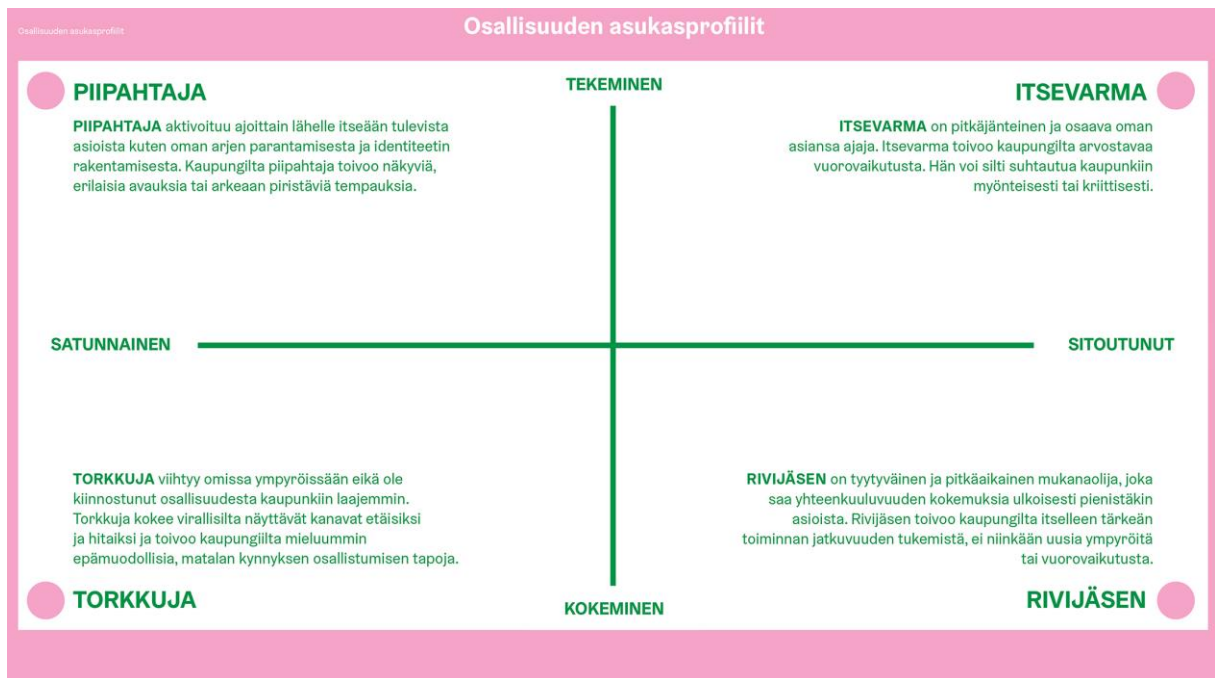 Osallisuuden asukasprofiilit
Osallisuuden asukasprofiilit
PIIPAHTAJA
PIIPAHTAJA aktivoituu ajoittain lähelle itseään tulevista
asioista kuten oman arjen parantamisesta ja identiteetin
rakentamisesta. Kaupungilta piipahtaja toivoo näkyviä,
erilaisia avauksia tai arkeaan piristäviä tempauksia.
TEKEMINEN
ITSEVARMA
ITSEVARMA on pitkäjänteinen ja osaava oman
asiansa ajaja. Itsevarma toivoo kaupungilta arvostavaa
vuorovaikutusta. Hän voi silti suhtautua kaupunkiin
myönteisesti tai kriittisesti.
SATUNNAINEN
SITOUTUNUT
TORKKUJA viihtyy omissa ympyröissään eikä ole
kiinnostunut osallisuudesta kaupunkiin laajemmin.
Torkkuja kokee virallisilta näyttävät kanavat etäisiksi
ja hitaiksi ja toivoo kaupungiilta mieluummin
epämuodollisia, matalan kynnyksen osallistumisen tapoja.
TORKKUJA
KOKEMINEN
RIVIJÄSEN on tyytyväinen ja pitkäaikainen mukanaolija, joka
saa yhteenkuuluvuuden kokemuksia ulkoisesti pienistäkin
asioista. Rivijäsen toivoo kaupungilta itselleen tärkeän
toiminnan jatkuvuuden tukemista, ei niinkään uusia ympyröitä
tai vuorovaikutusta.
RIVIJÄSEN